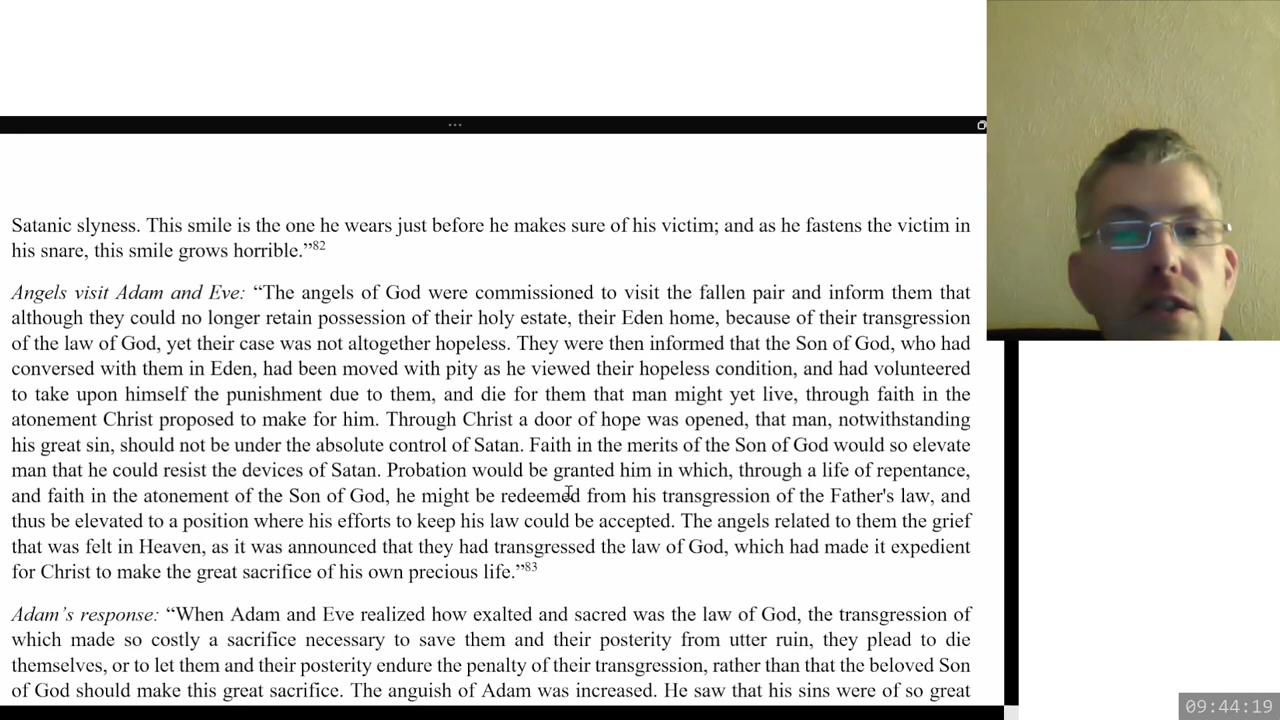 Satanic slyness. This smile is the one he wears just before he makes sure of his victim; and as he fastens the victim in
his snare, this smile grows horrible.”82
Angels visit Adam and Eve: “The angels of God were commissioned to visit the fallen pair and inform them that
although they could no longer retain possession of their holy estate, their Eden home, because of their transgression
of the law of God, yet their case was not altogether hopeless. They were then informed that the Son of God, who had
conversed with them in Eden, had been moved with pity as he viewed their hopeless condition, and had volunteered
to take upon himself the punishment due to them, and die for them that man might yet live, through faith in the
atonement Christ proposed to make for him. Through Christ a door of hope was opened, that man, notwithstanding
his great sin, should not be under the absolute control of Satan. Faith in the merits of the Son of God would so elevate
man that he could resist the devices of Satan. Probation would be granted him in which, through a life of repentance,
and faith in the atonement of the Son of God, he might be redeemed from his transgression of the Father's law, and
thus be elevated to a position where his efforts to keep his law could be accepted. The angels related to them the grief
that was felt in Heaven, as it was announced that they had transgressed the law of God, which had made it expedient
for Christ to make the great sacrifice of his own precious life.”83
Adam’s response: “When Adam and Eve realized how exalted and sacred was the law of God, the transgression of
which made so costly a sacrifice necessary to save them and their posterity from utter ruin, they plead to die
themselves, or to let them and their posterity endure the penalty of their transgression, rather than that the beloved Son
of God should make this great sacrifice. The anguish of Adam was increased. He saw that his sins were of so great
09:44:19